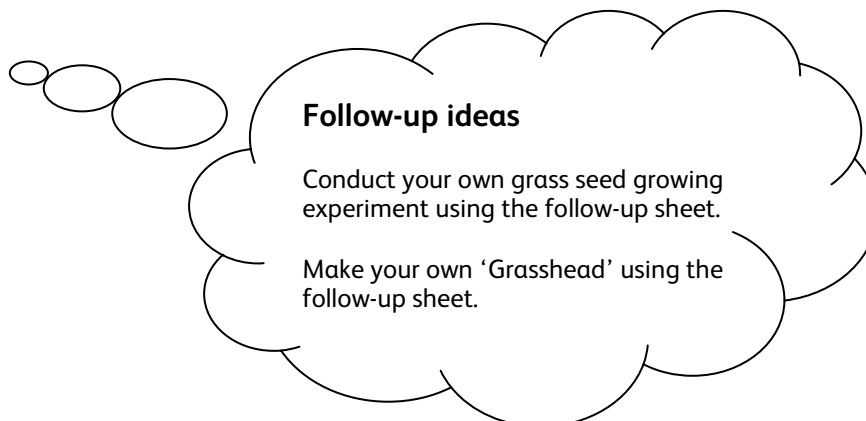 Follow-up ideas
Conduct your own grass seed growing
experiment using the follow-up sheet.
Make your own ‘Grasshead’ using the
follow-up sheet.